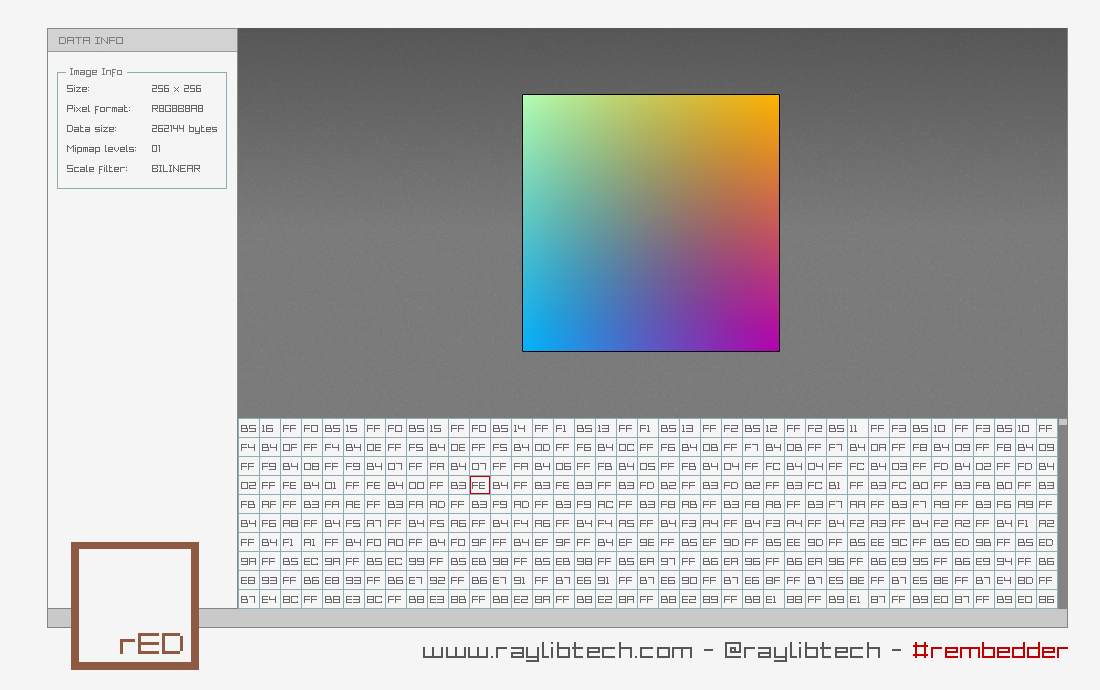 DATA INFO
Image Info
Size: 256 x 256
Pixel format: R8G8B8A8
Data size: 262144 bytes
Mipmap levels: 01
Scale filter: BILINEAR
B5 16 FF F0 B5 15 FF F0 B5 15 FF F0 B5 14 FF F1 B5 13 FF F1 B5 13 FF F2 B5 12 FF F2 B5 11 FF F3 B5 10 FF F3 B5 10 FF
F4 B4 0F FF F4 B4 0E FF F5 B4 0E FF F5 B4 0D FF F6 B4 0C FF F6 B4 0B FF F7 B4 0B FF F7 B4 0A FF F8 B4 09 FF F8 B4 09
FF F9 B4 08 FF F9 B4 07 FF FA B4 07 FF FA B4 06 FF FB B4 05 FF FB B4 04 FF FC B4 04 FF FC B4 03 FF FD B4 02 FF FD B4
02 FF FE B4 01 FF FE B4 00 FF B3 FE B4 FF B3 FE B3 FF B3 FD B2 FF B3 FD B2 FF B3 FC B1 FF B3 FC B0 FF B3 FB B0 FF B3
FB AF FF B3 FA AE FF B3 FA AD FF B3 F9 AD FF B3 F9 AC FF B3 F8 AB FF B3 F8 AB FF B3 F7 AA FF B3 F7 A9 FF B3 F6 A9 FF
B4 F6 A8 FF B4 F5 A7 FF B4 F5 A6 FF B4 F4 A6 FF B4 F4 A5 FF B4 F3 A4 FF B4 F3 A4 FF B4 F2 A3 FF B4 F2 A2 FF B4 F1 A2
FF B4 F1 A1 FF B4 F0 A0 FF B4 F0 9F FF B4 EF 9F FF B4 EF 9E FF B5 EF 9D FF B5 EE 9D FF B5 EE 9C FF B5 ED 9B FF B5 ED
9A FF B5 EC 9A FF B5 EC 99 FF B5 EB 98 FF B5 EB 98 FF B5 EA 97 FF B6 EA 96 FF B6 EA 96 FF B6 E9 95 FF B6 E9 94 FF B6
E8 93 FF B6 E8 93 FF B6 E7 92 FF B6 E7 91 FF B7 E6 91 FF B7 E6 90 FF B7 E6 8F FF B7 E5 8E FF B7 E5 8E FF B7 E4 8D FF
B7 E4 8C FF B8 E3 8C FF B8 E3 8B FF B8 E2 8A FF B8 E2 8A FF B8 E2 89 FF B8 E1 88 FF B9 E1 87 FF B9 E0 87 FF B9 E0 86
rED
www.raylibtech.com - @raylibtech - #rembedder